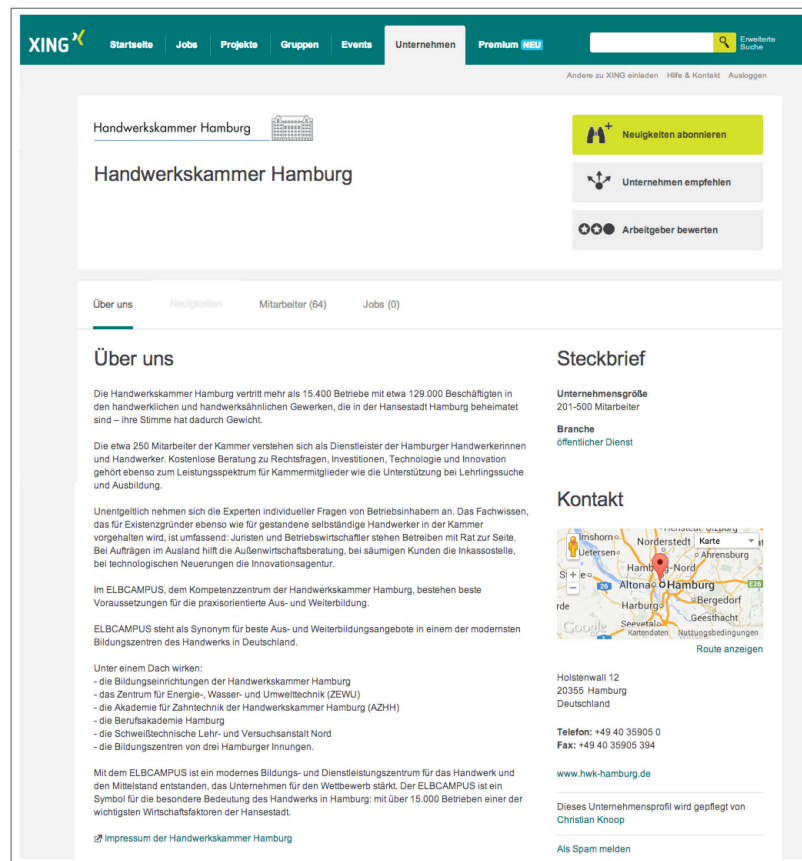 XING
Startseite Jobs Projekte Gruppen Events Unternehmen Premium NEU
Erweiterte
Suche
Andere zu XING einladen Hilfe & Kontakt Ausloggen
Handwerkskammer Hamburg
Handwerkskammer Hamburg
Neuigkeiten abonnieren
Unternehmen empfehlen
Arbeitgeber bewerten
Über uns Neuigkeiten Mitarbeiter (64) Jobs (0)
Über uns
Die Handwerkskammer Hamburg vertritt mehr als 15.400 Betriebe mit etwa 129.000 Beschäftigten in
den handwerklichen und handwerksähnlichen Gewerken, die in der Hansestadt Hamburg beheimatet
sind – ihre Stimme hat dadurch Gewicht.
Die etwa 250 Mitarbeiter der Kammer verstehen sich als Dienstleister der Hamburger Handwerkerinnen
und Handwerker. Kostenlose Beratung zu Rechtsfragen, Investitionen, Technologie und Innovation
gehört ebenso zum Leistungsspektrum für Kammermitglieder wie die Unterstützung bei Lehrlingssuche
und Ausbildung.
Unentgeltlich nehmen sich die Experten individueller Fragen von Betriebsinhabern an. Das Fachwissen,
das für Existenzgründer ebenso wie für gestandene selbständige Handwerker in der Kammer
vorgehalten wird, ist umfassend: Juristen und Betriebswirtschaftler stehen Betreiben mit Rat zur Seite.
Bei Aufträgen im Ausland hilft die Außenwirtschaftsberatung, bei säumigen Kunden die Inkassostelle,
bei technologischen Neuerungen die Innovationsagentur.
Im ELBCAMPUS, dem Kompetenzzentrum der Handwerkskammer Hamburg, bestehen beste
Voraussetzungen für die praxisorientierte Aus- und Weiterbildung.
ELBCAMPUS steht als Synonym für beste Aus- und Weiterbildungsangebote in einem der modernsten
Bildungszentren des Handwerks in Deutschland.
Unter einem Dach wirken:
- die Bildungseinrichtungen der Handwerkskammer Hamburg
- das Zentrum für Energie-, Wasser- und Umwelttechnik (ZEWU)
- die Akademie für Zahntechnik der Handwerkskammer Hamburg (AZHH)
- die Berufsakademie Hamburg
- die Schweißtechnische Lehr- und Versuchsanstalt Nord
- die Bildungszentren von drei Hamburger Innungen.
Mit dem ELBCAMPUS ist ein modernes Bildungs- und Dienstleistungszentrum für das Handwerk und
den Mittelstand entstanden, das Unternehmen für den Wettbewerb stärkt. Der ELBCAMPUS ist ein
Symbol für die besondere Bedeutung des Handwerks in Hamburg: mit über 15.000 Betrieben einer der
wichtigsten Wirtschaftsfaktoren der Hansestadt.
Impressum der Handwerkskammer Hamburg
Steckbrief
Unternehmensgröße
201-500 Mitarbeiter
Branche
öffentlicher Dienst
Kontakt
Norderstedt Karte
Uetersen Ahrensburg
Altona Hamburg E26
Bergedorf
Harburg
Geesthacht
Seevetal
Google Kartendaten Nutzungsbedingungen
Route anzeigen
Holstenwall 12
20355 Hamburg
Deutschland
Telefon: +49 40 35905 0
Fax: +49 40 35905 394
www.hwk-hamburg.de
Dieses Unternehmensprofil wird gepflegt von
Christian Knoop
Als Spam melden